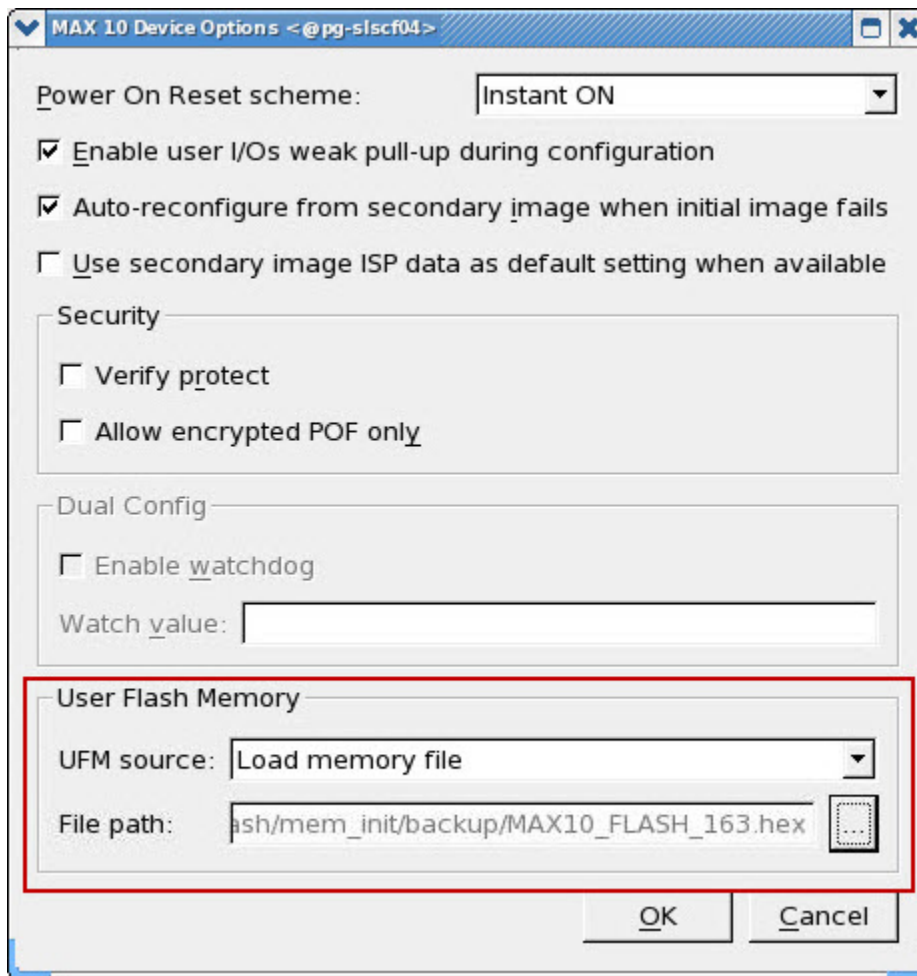 MAX 10 Device Options <@pg-slscf04>
Power On Reset scheme: Instant ON
Enable user I/Os weak pull-up during configuration
Auto-reconfigure from secondary image when initial image fails
Use secondary image ISP data as default setting when available
Security
Verify protect
Allow encrypted POF only
Dual Config
Enable watchdog
Watch value:
User Flash Memory
UFM source: Load memory file
File path: ash/mem_init/backup/MAX10_FLASH_163.hex ...
OK Cancel